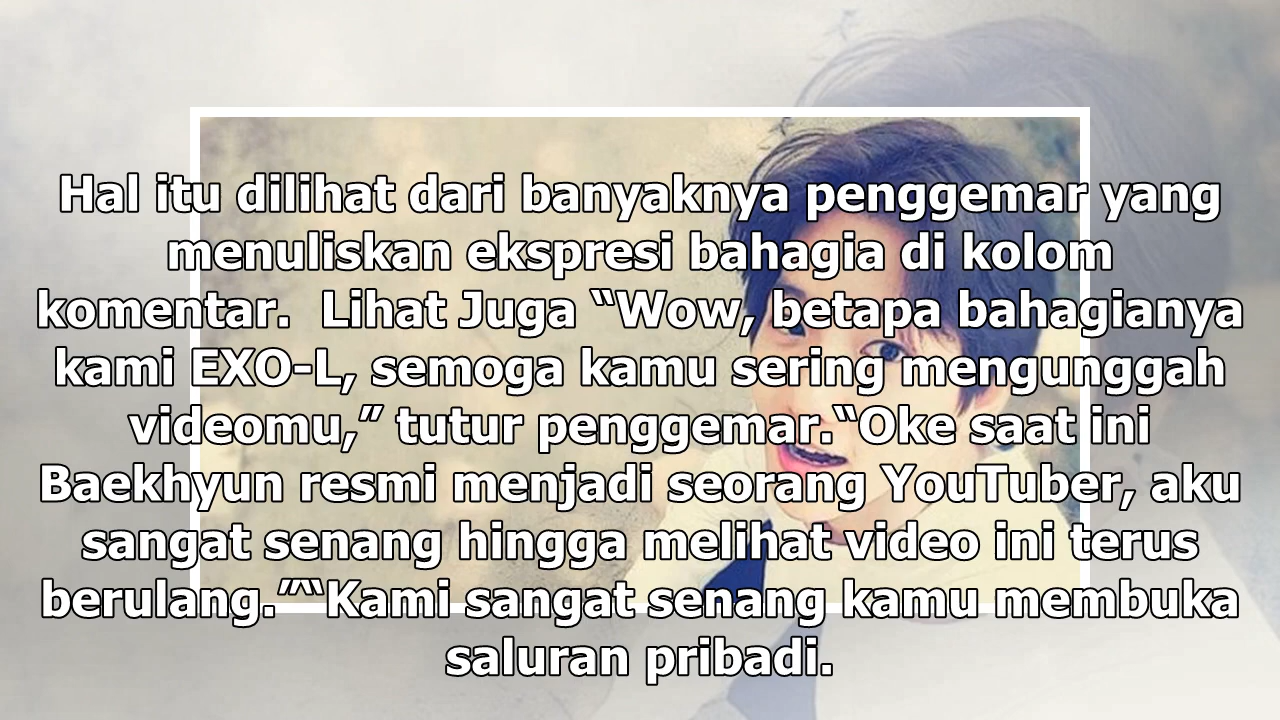 Hal itu dilihat dari banyaknya penggemar yang
menuliskan ekspresi bahagia di kolom
komentar.  Lihat Juga “Wow, betapa bahagianya
kami EXO-L, semoga kamu sering mengunggah
videomu,” tutur penggemar.“Oke saat ini
Baekhyun resmi menjadi seorang YouTuber, aku
sangat senang hingga melihat video ini terus
berulang.”“Kami sangat senang kamu membuka
saluran pribadi.